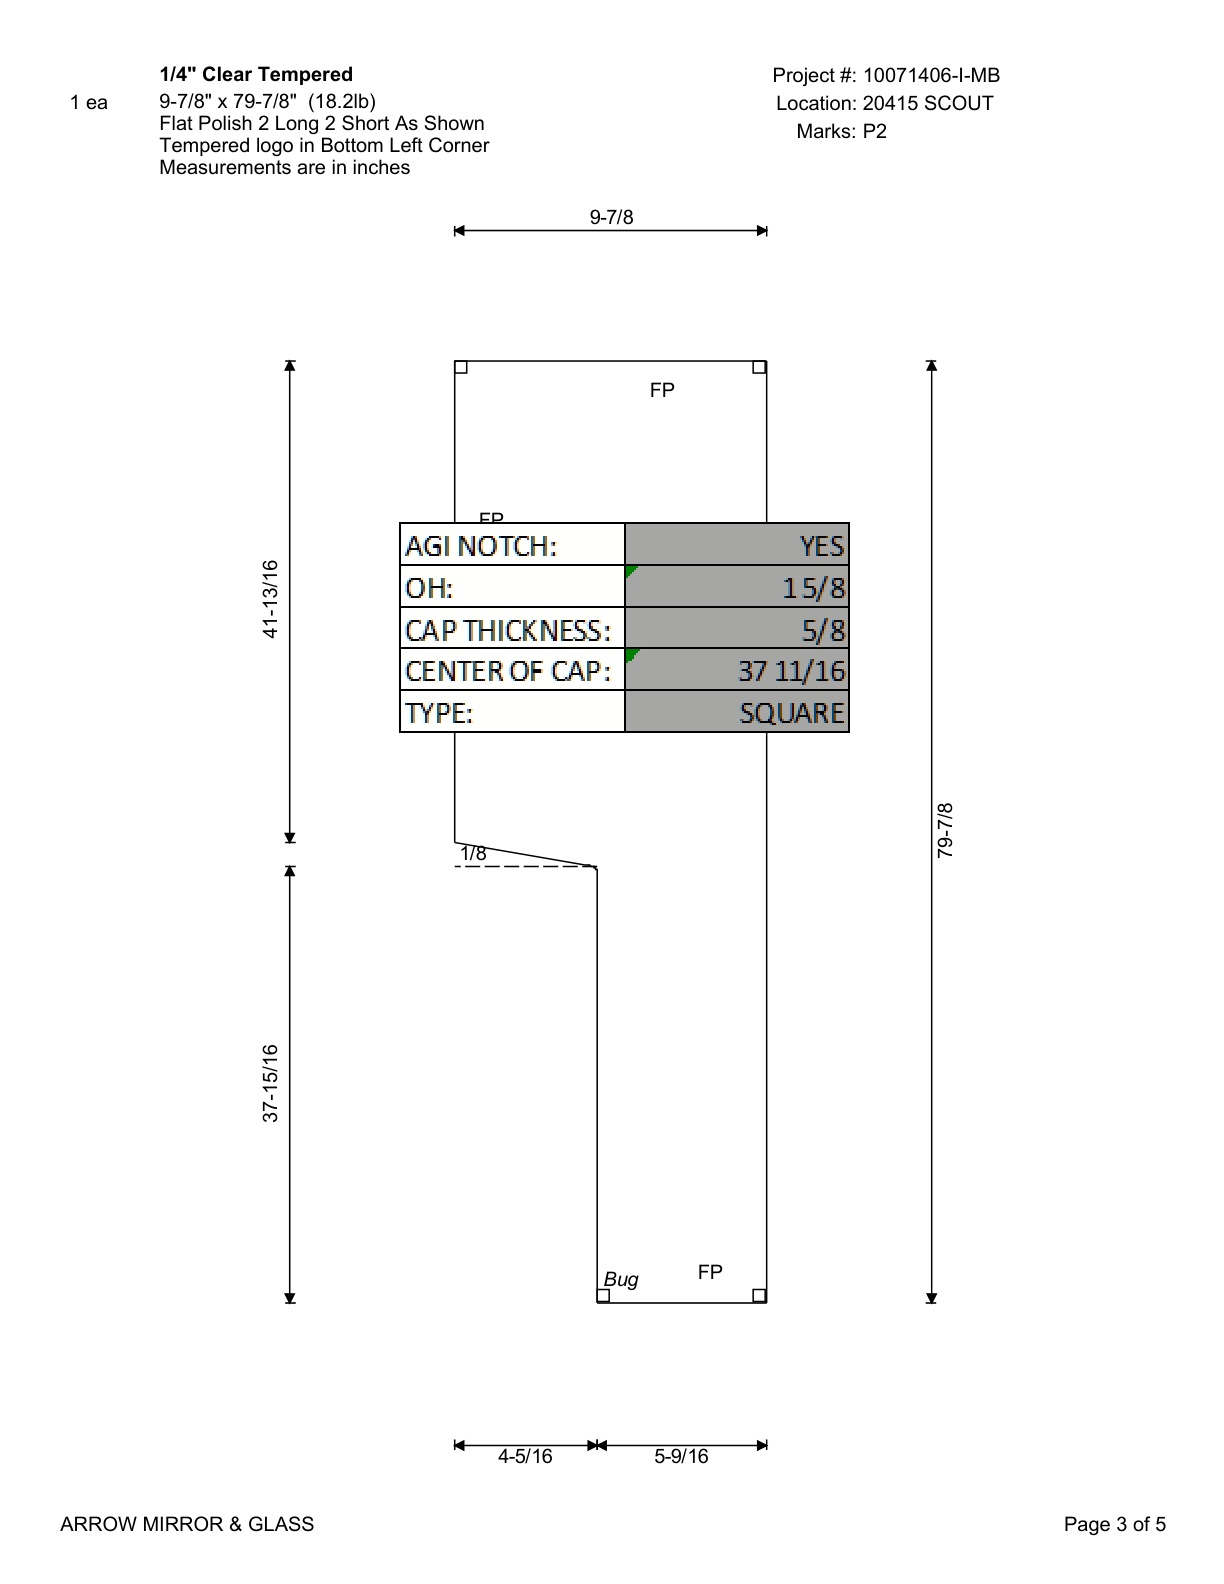 1/4" Clear Tempered
1 ea 9-7/8" x 79-7/8" (18.2lb)
Flat Polish 2 Long 2 Short As Shown
Tempered logo in Bottom Left Corner
Measurements are in inches
Project #: 10071406-I-MB
Location: 20415 SCOUT
Marks: P2
9-7/8
FP
FP
41-13/16
AGI NOTCH: YES
OH: 1 5/8
CAP THICKNESS: 5/8
CENTER OF CAP: 37 11/16
TYPE: SQUARE
79-7/8
1/8
37-15/16
Bug
FP
4-5/16
5-9/16
ARROW MIRROR & GLASS
Page 3 of 5